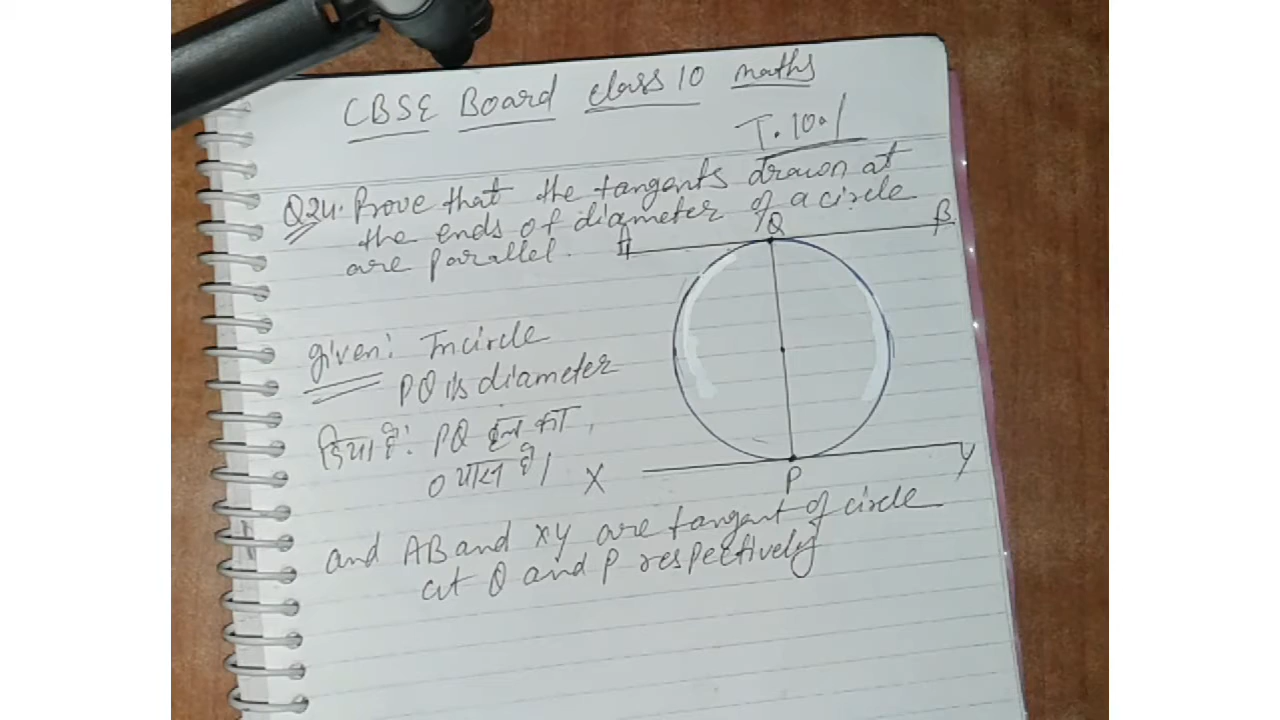 CBSE Board class 10 maths
T. 10.1
Q24. Prove that the tangents drawn at
the ends of diameter of a circle
are parallel.
A Q B
given: In circle
PQ is diameter
दिया है: PQ वृत्त का
व्यास है।
X P Y
and AB and XY are tangent of circle
at Q and P respectively